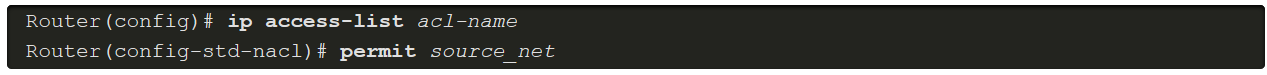 Router(config)# ip access-list acl-name
Router(config-std-nacl)# permit source_net